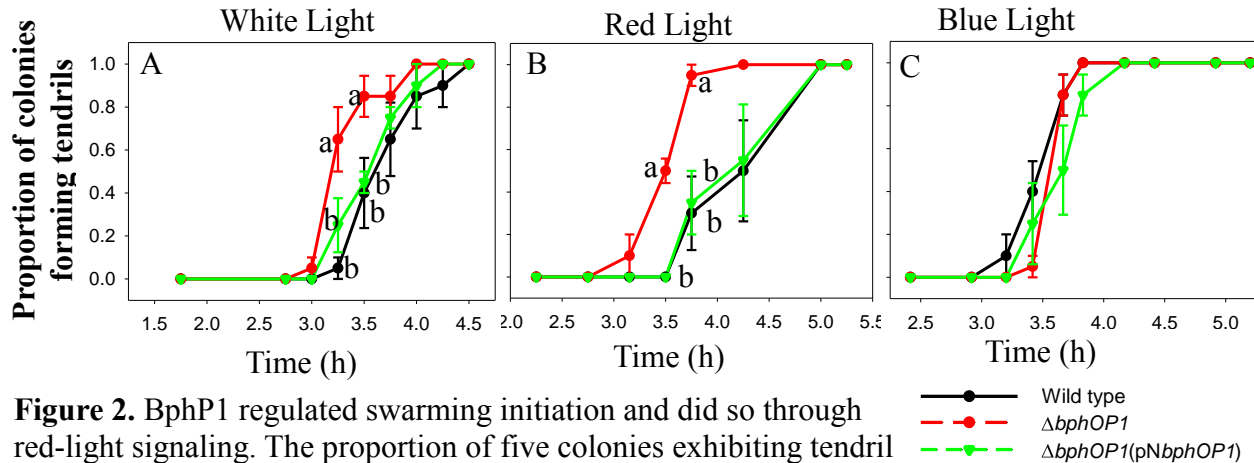 White Light
Red Light
Blue Light
Proportion of colonies
forming tendrils
A
B
C
1.0
0.8
0.6
0.4
0.2
0.0
a
a
b
b
b
b
a
a
b
b
b
1.5 2.0 2.5 3.0 3.5 4.0 4.5
2.0 2.5 3.0 3.5 4.0 4.5 5.0 5.5
2.5 3.0 3.5 4.0 4.5 5.0
Time (h)
Time (h)
Time (h)
Figure 2. BphP1 regulated swarming initiation and did so through
red-light signaling. The proportion of five colonies exhibiting tendril
Wild type
ΔbphOP1
ΔbphOP1(pNbphOP1)